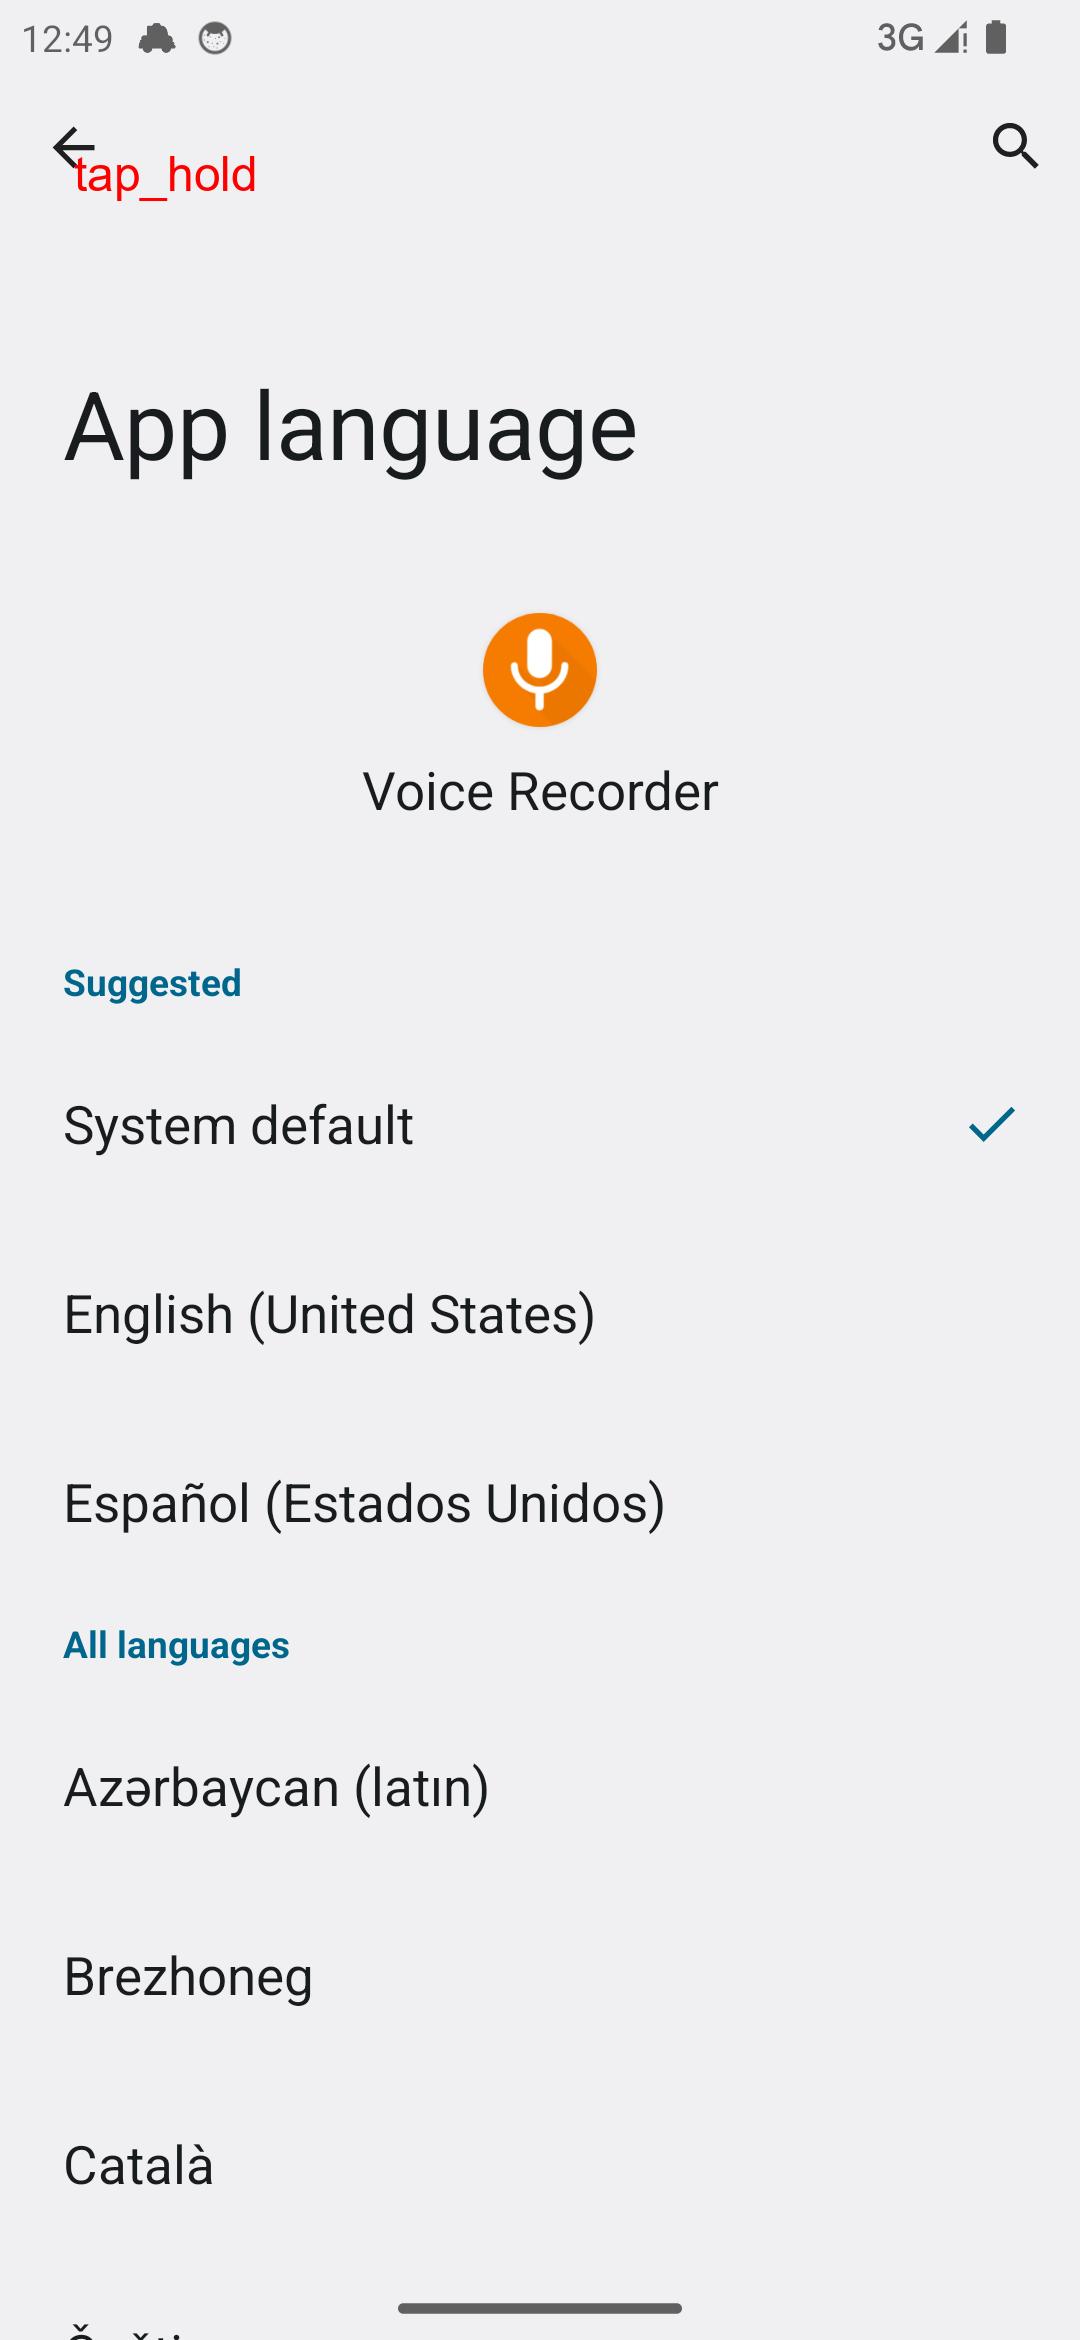 12:49
3G
tap_hold
App language
Voice Recorder
Suggested
System default
English (United States)
Español (Estados Unidos)
All languages
Azərbaycan (latın)
Brezhoneg
Català